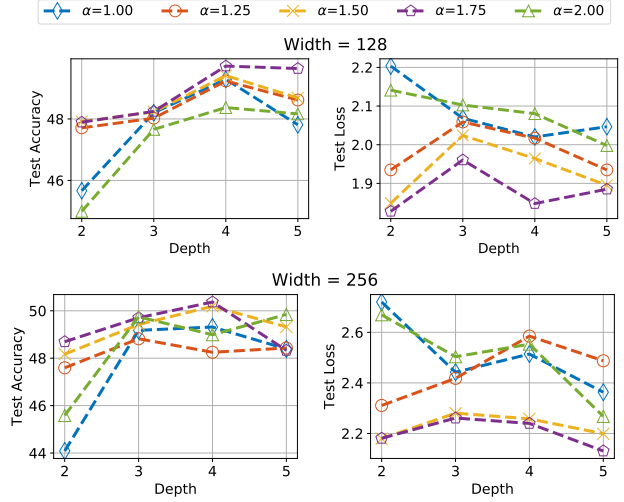 α=1.00 α=1.25 α=1.50 α=1.75 α=2.00
Width = 128
Test Accuracy
48
46
2 3 4 5
Depth
Test Loss
2.2
2.1
2.0
1.9
2 3 4 5
Depth
Width = 256
Test Accuracy
50
48
46
44
2 3 4 5
Depth
Test Loss
2.6
2.4
2.2
2 3 4 5
Depth